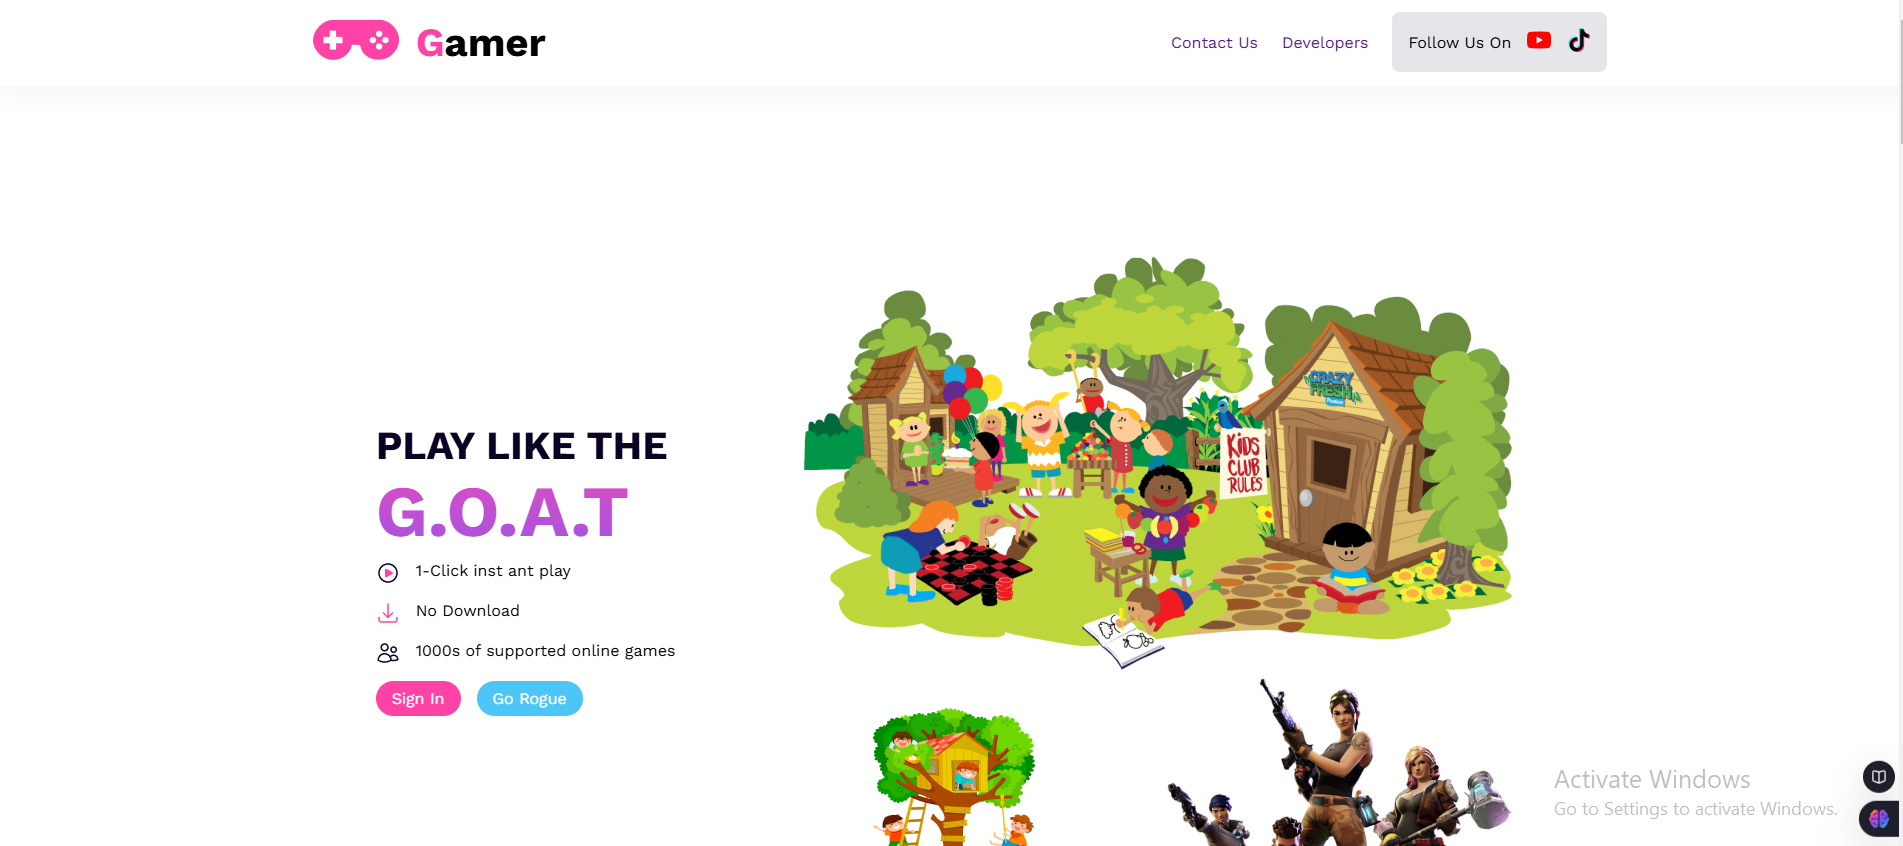 Gamer
Contact Us
Developers
Follow Us On
CRAZY
FRESH
KiDS
CLUB
RULES
PLAY LIKE THE
G.O.A.T
1-Click inst ant play
No Download
1000s of supported online games
Sign In
Go Rogue
Activate Windows
Go to Settings to activate Windows.